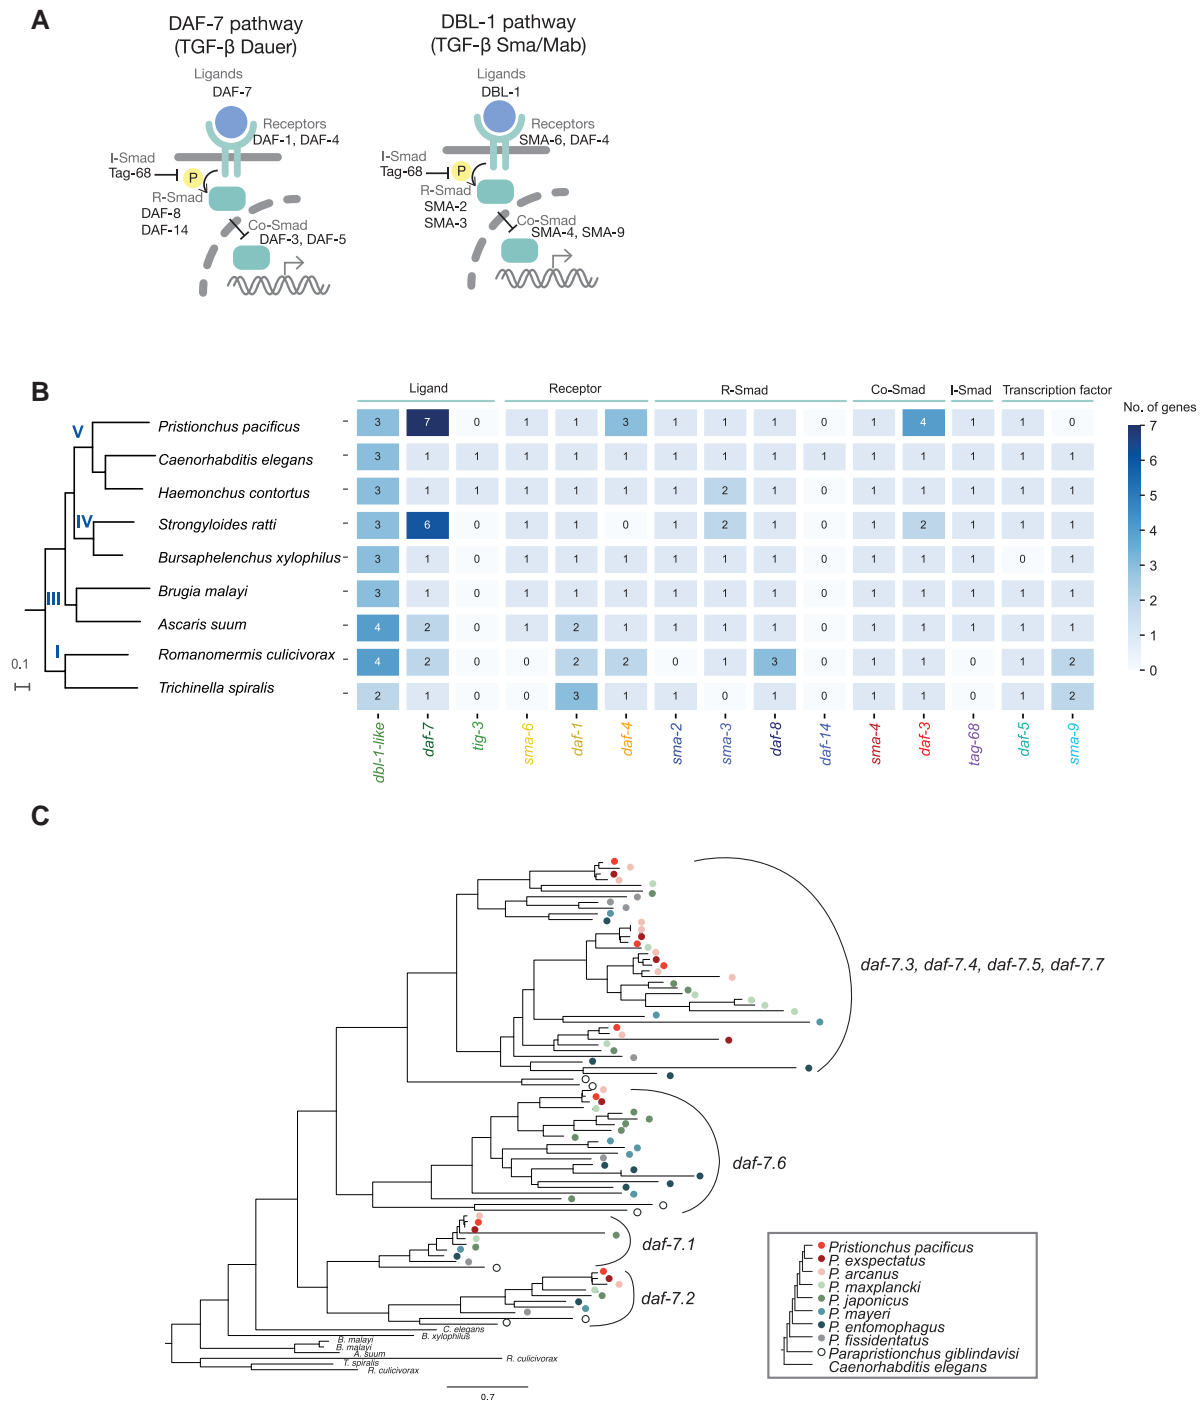 A
DAF-7 pathway
(TGF-β Dauer)
Ligands
DAF-7
Receptors
DAF-1, DAF-4
I-Smad
Tag-68
P
R-Smad
DAF-8
DAF-14
Co-Smad
DAF-3, DAF-5
DBL-1 pathway
(TGF-β Sma/Mab)
Ligands
DBL-1
Receptors
SMA-6, DAF-4
I-Smad
Tag-68
P
R-Smad
SMA-2
SMA-3
Co-Smad
SMA-4, SMA-9
B
Ligand Receptor R-Smad Co-Smad I-Smad Transcription factor
No. of genes
V
IV
III
I
0.1
Pristionchus pacificus 3 7 0 1 1 3 1 1 1 0 1 4 1 1 0
Caenorhabditis elegans 3 1 1 1 1 1 1 1 1 1 1 1 1 1 1
Haemonchus contortus 3 1 1 1 1 1 1 2 1 0 1 1 1 1 1
Strongyloides ratti 3 6 0 1 1 0 1 2 1 0 1 2 1 1 1
Bursaphelenchus xylophilus 3 1 0 1 1 1 1 1 1 0 1 1 1 0 1
Brugia malayi 3 1 0 1 1 1 1 1 1 0 1 1 1 1 1
Ascaris suum 4 2 0 1 2 1 1 1 1 0 1 1 1 1 1
Romanomermis culicivorax 4 2 0 0 2 2 0 1 3 0 1 1 0 1 2
Trichinella spiralis 2 1 0 0 3 1 1 0 1 0 1 1 0 1 2
dbl-1-like daf-7 tig-3 sma-6 daf-1 daf-4 sma-2 sma-3 daf-8 daf-14 sma-4 daf-3 tag-68 daf-5 sma-9
7
6
5
4
3
2
1
0
C
daf-7.3, daf-7.4, daf-7.5, daf-7.7
daf-7.6
daf-7.1
daf-7.2
C. elegans
B. xylophilus
B. malayi
B. malayi
A. suum
R. culicivorax
T. spiralis
R. culicivorax
0.7
Pristionchus pacificus
P. exspectatus
P. arcanus
P. maxplancki
P. japonicus
P. mayeri
P. entomophagus
P. fissidentatus
Parapristionchus giblindavisi
Caenorhabditis elegans